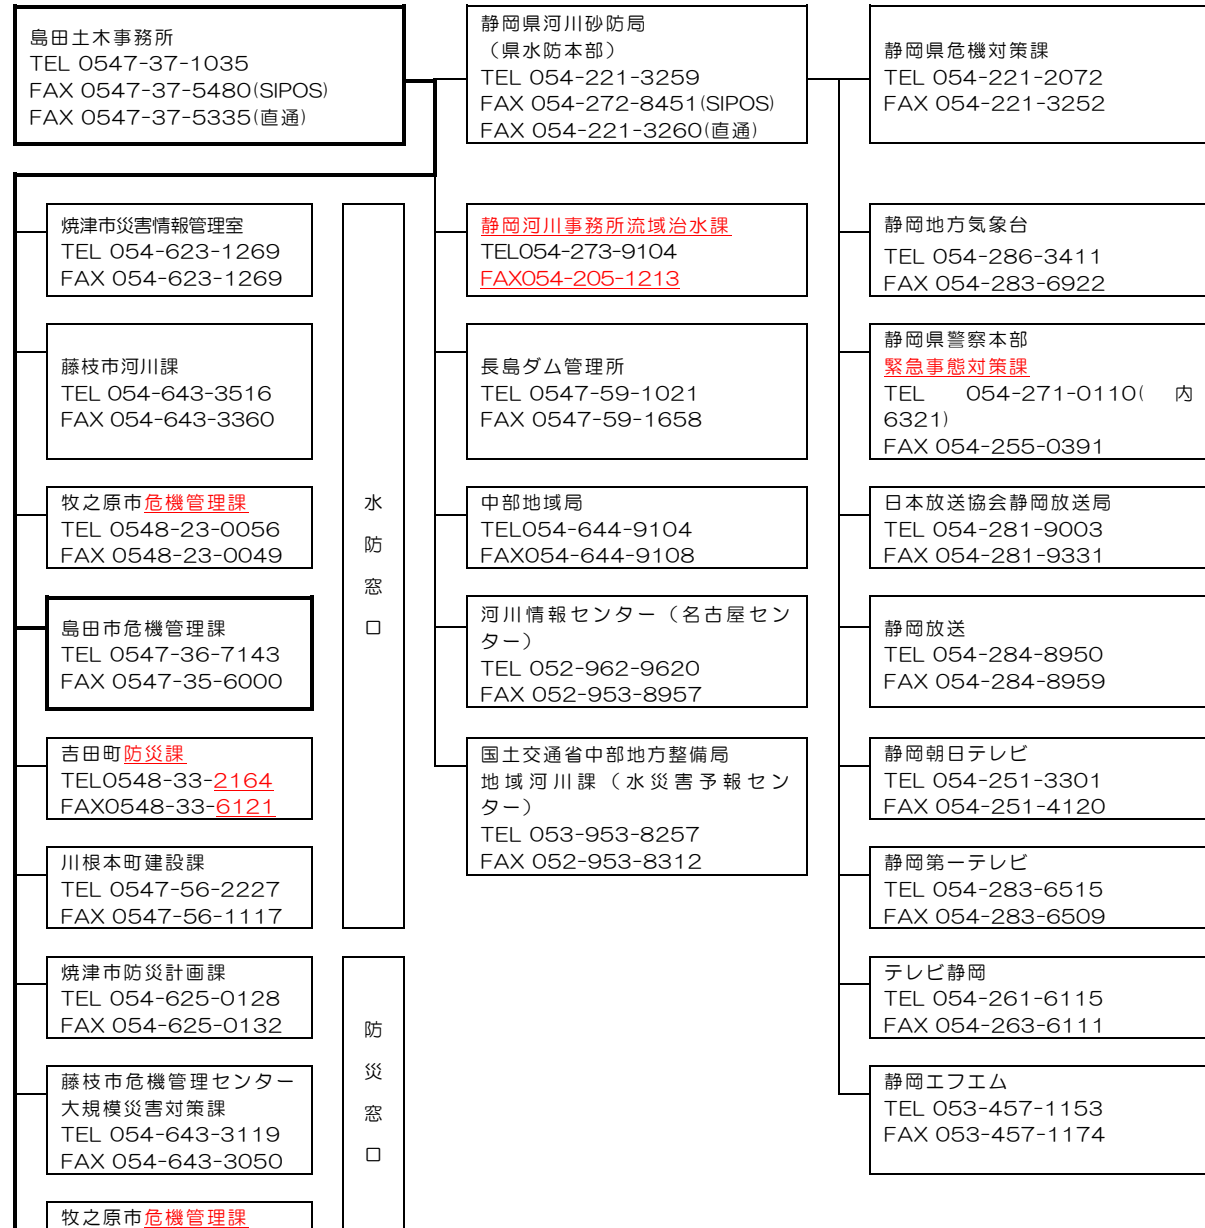 島田土木事務所
TEL 0547-37-1035
FAX 0547-37-5480(SIPOS)
FAX 0547-37-5335(直通)
静岡県河川砂防局
（県水防本部）
TEL 054-221-3259
FAX 054-272-8451(SIPOS)
FAX 054-221-3260(直通)
静岡県危機対策課
TEL 054-221-2072
FAX 054-221-3252
焼津市災害情報管理室
TEL 054-623-1269
FAX 054-623-1269
藤枝市河川課
TEL 054-643-3516
FAX 054-643-3360
牧之原市危機管理課
TEL 0548-23-0056
FAX 0548-23-0049
島田市危機管理課
TEL 0547-36-7143
FAX 0547-35-6000
吉田町防災課
TEL0548-33-2164
FAX0548-33-6121
川根本町建設課
TEL 0547-56-2227
FAX 0547-56-1117
水
防
窓
口
焼津市防災計画課
TEL 054-625-0128
FAX 054-625-0132
藤枝市危機管理センター
大規模災害対策課
TEL 054-643-3119
FAX 054-643-3050
牧之原市危機管理課
防
災
窓
口
静岡河川事務所流域治水課
TEL054-273-9104
FAX054-205-1213
長島ダム管理所
TEL 0547-59-1021
FAX 0547-59-1658
中部地域局
TEL054-644-9104
FAX054-644-9108
河川情報センター（名古屋セン
ター）
TEL 052-962-9620
FAX 052-953-8957
国土交通省中部地方整備局
地域河川課（水災害予報セン
ター）
TEL 053-953-8257
FAX 052-953-8312
静岡地方気象台
TEL 054-286-3411
FAX 054-283-6922
静岡県警察本部
緊急事態対策課
TEL 054-271-0110( 内
6321)
FAX 054-255-0391
日本放送協会静岡放送局
TEL 054-281-9003
FAX 054-281-9331
静岡放送
TEL 054-284-8950
FAX 054-284-8959
静岡朝日テレビ
TEL 054-251-3301
FAX 054-251-4120
静岡第一テレビ
TEL 054-283-6515
FAX 054-283-6509
テレビ静岡
TEL 054-261-6115
FAX 054-263-6111
静岡エフエム
TEL 053-457-1153
FAX 053-457-1174